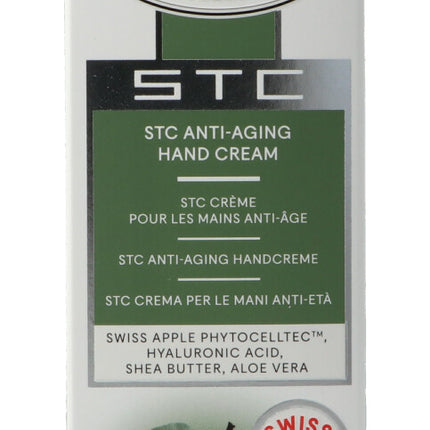 STC
STC ANTI-AGING
HAND CREAM
STC CRÈME
POUR LES MAINS ANTI-ÂGE
STC ANTI-AGING HANDCREME
STC CREMA PER LE MANI ANTI-ETÀ
SWISS APPLE PHYTOCELLTEC™,
HYALURONIC ACID,
SHEA BUTTER, ALOE VERA
SWISS